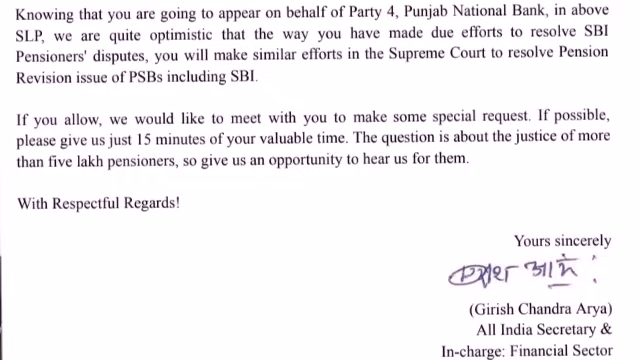 Knowing that you are going to appear on behalf of Party 4, Punjab National Bank, in above
SLP, we are quite optimistic that the way you have made due efforts to resolve SBI
Pensioners' disputes, you will make similar efforts in the Supreme Court to resolve Pension
Revision issue of PSBs including SBI.
If you allow, we would like to meet with you to make some special request. If possible,
please give us just 15 minutes of your valuable time. The question is about the justice of more
than five lakh pensioners, so give us an opportunity to hear us for them.
With Respectful Regards!
Yours sincerely
(Girish Chandra Arya)
All India Secretary &
In-charge: Financial Sector